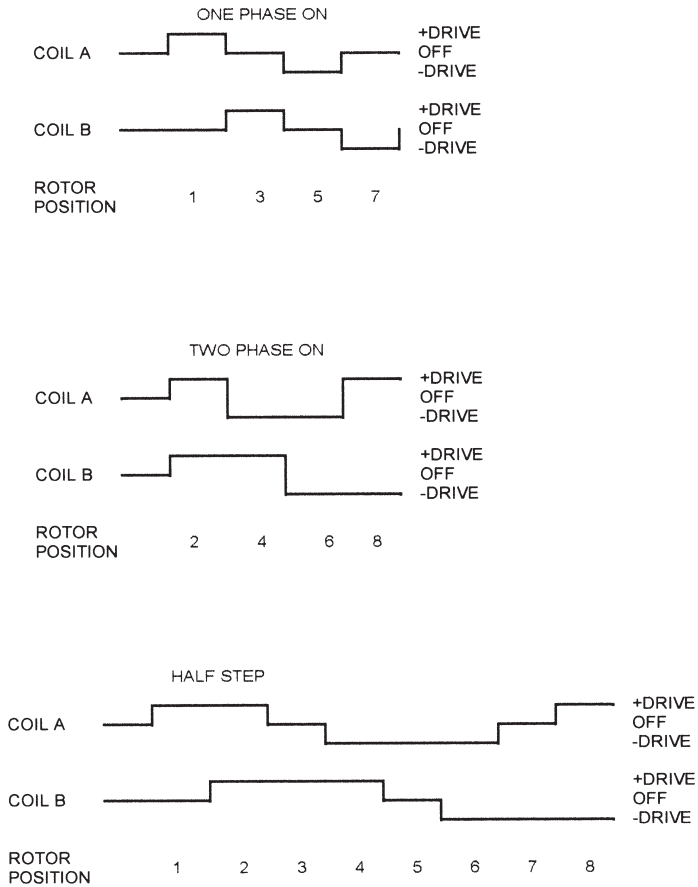 ONE PHASE ON
COIL A
+DRIVE
OFF
-DRIVE
COIL B
+DRIVE
OFF
-DRIVE
ROTOR
POSITION
1 3 5 7
TWO PHASE ON
COIL A
+DRIVE
OFF
-DRIVE
COIL B
+DRIVE
OFF
-DRIVE
ROTOR
POSITION
2 4 6 8
HALF STEP
COIL A
+DRIVE
OFF
-DRIVE
COIL B
+DRIVE
OFF
-DRIVE
ROTOR
POSITION
1 2 3 4 5 6 7 8